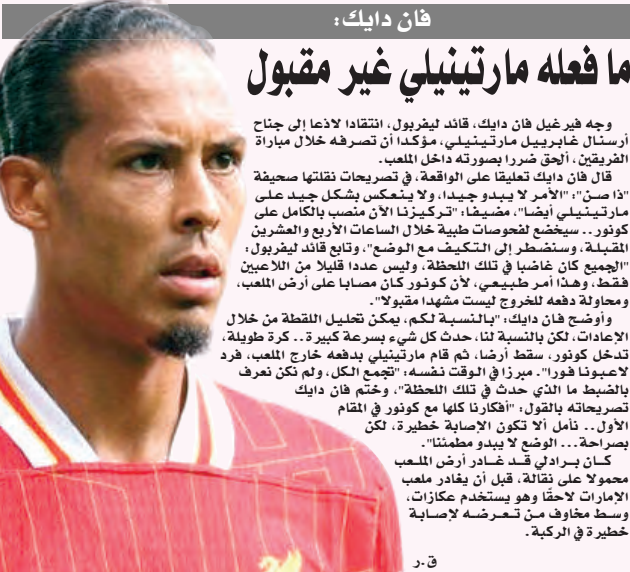 فان دايك:
ما فعله مارتينيلي غير مقبول
وجه فيرغيل فان دايك، قائد ليفربول، انتقادا لاذعا إلى جناح
أرسنال غابرييل مارتينيلي، مؤكدا أن تصرفه خلال مباراة
الفريقين، ألحق ضررا بصورته داخل الملعب.
قال فان دايك تعليقا على الواقعة، في تصريحات نقلتها صحيفة
"ذا صن": "الأمر لا يبدو جيدا، ولا ينعكس بشكل جيد على
مارتينيلي أيضا"، مضيفا: "تركيزنا الآن منصب بالكامل على
كونور.. سيخضع لفحوصات طبية خلال الساعات الأربع والعشرين
المقبلة، وسنضطر إلى التكيف مع الوضع"، وتابع قائد ليفربول:
"الجميع كان غاضبا في تلك اللحظة، وليس عددا قليلا من اللاعبين
فقط، وهذا أمر طبيعي، لأن كونور كان مصابا على أرض الملعب،
ومحاولة دفعه للخروج ليست مشهدا مقبولا".
وأوضح فان دايك: "بالنسبة لكم، يمكن تحليل اللقطة من خلال
الإعادات، لكن بالنسبة لنا، حدث كل شيء بسرعة كبيرة.. كرة طويلة،
تدخل كونور، سقط أرضا، ثم قام مارتينيلي بدفعه خارج الملعب، فرد
لاعبونا فورا". مبرزا في الوقت نفسه: "تجمع الكل، ولم نكن نعرف
بالضبط ما الذي حدث في تلك اللحظة"، وختم فان دايك
تصريحاته بالقول: "أفكارنا كلها مع كونور في المقام
الأول.. نأمل ألا تكون الإصابة خطيرة، لكن
بصراحة... الوضع لا يبدو مطمئنا".
كان برادلي قد غادر أرض الملعب
محمولا على نقالة، قبل أن يغادر ملعب
الإمارات لاحقًا وهو يستخدم عكازات،
وسط مخاوف من تعرضه لإصابة
خطيرة في الركبة.
ق.ر